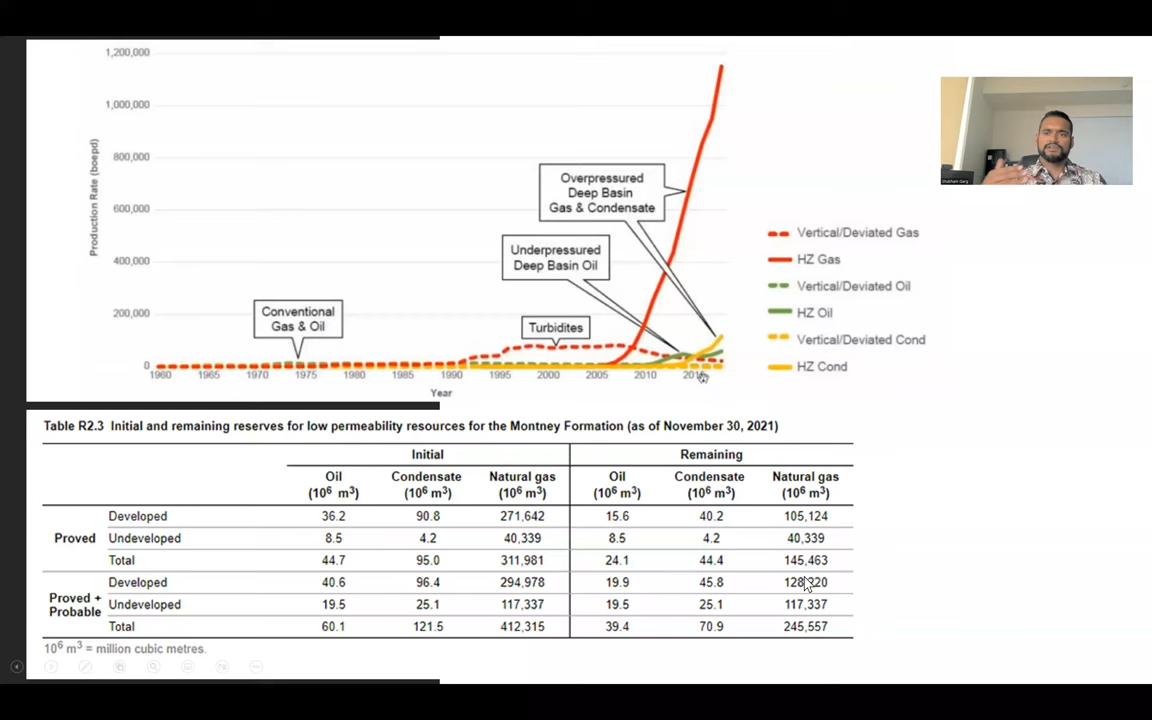 1,200,000
1,000,000
800,000
600,000
400,000
200,000
0
Production Rate (boepd)
Overpressured
Deep Basin
Gas & Condensate
Underpressured
Deep Basin Oil
Conventional
Gas & Oil
Turbidites
1960 1965 1970 1975 1980 1985 1990 1995 2000 2005 2010
Year
Vertical/Deviated Gas
HZ Gas
Vertical/Deviated Oil
HZ Oil
Vertical/Deviated Cond
HZ Cond
Shubham Garg
Table R2.3 Initial and remaining reserves for low permeability resources for the Montney Formation (as of November 30, 2021)
Initial Remaining
Oil Condensate Natural gas Oil Condensate Natural gas
(10⁶ m³) (10⁶ m³) (10⁶ m³) (10⁶ m³) (10⁶ m³) (10⁶ m³)
Developed 36.2 90.8 271,642 15.6 40.2 105,124
Proved Undeveloped 8.5 4.2 40,339 8.5 4.2 40,339
Total 44.7 95.0 311,981 24.1 44.4 145,463
Developed 40.6 96.4 294,978 19.9 45.8
Proved + Probable Undeveloped 19.5 25.1 117,337 19.5 25.1 117,337
Total 60.1 121.5 412,315 39.4 70.9 245,557
10⁶ m³ = million cubic metres.